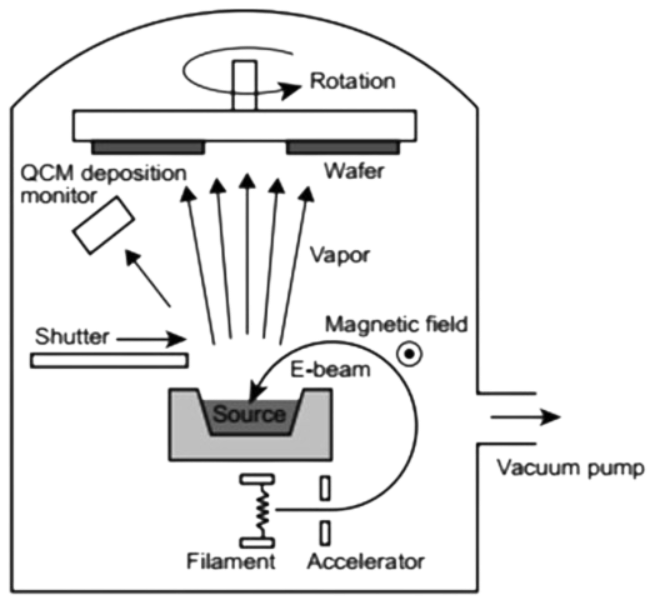 Rotation
QCM deposition
monitor
Wafer
Vapor
Shutter
Magnetic field
E-beam
Source
Vacuum pump
Filament
Accelerator